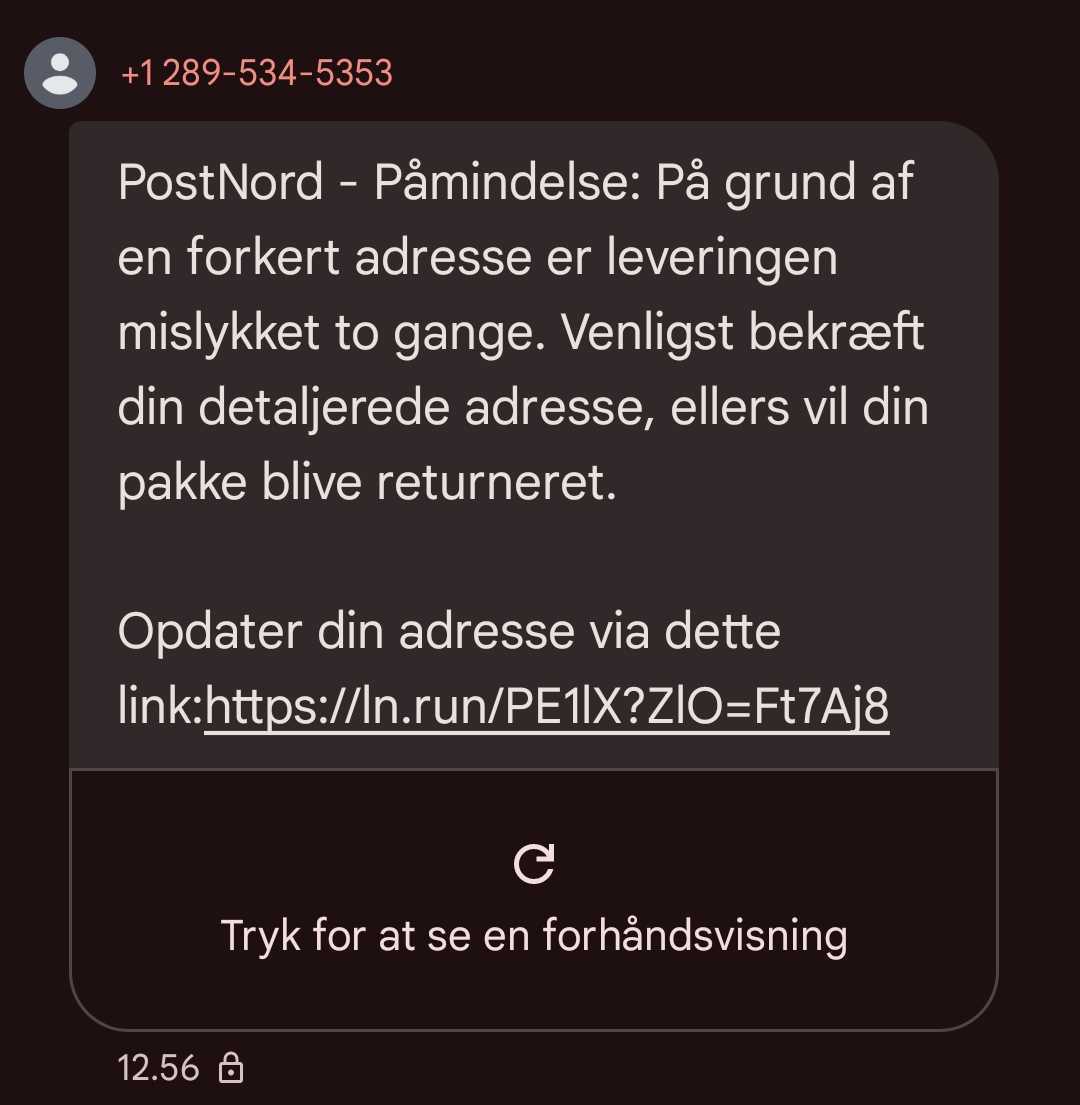 +1 289-534-5353
PostNord - Påmindelse: På grund af
en forkert adresse er leveringen
mislykket to gange. Venligst bekræft
din detaljerede adresse, ellers vil din
pakke blive returneret.
Opdater din adresse via dette
link:https://ln.run/PE1lX?ZlO=Ft7Aj8
Tryk for at se en forhåndsvisning
12.56